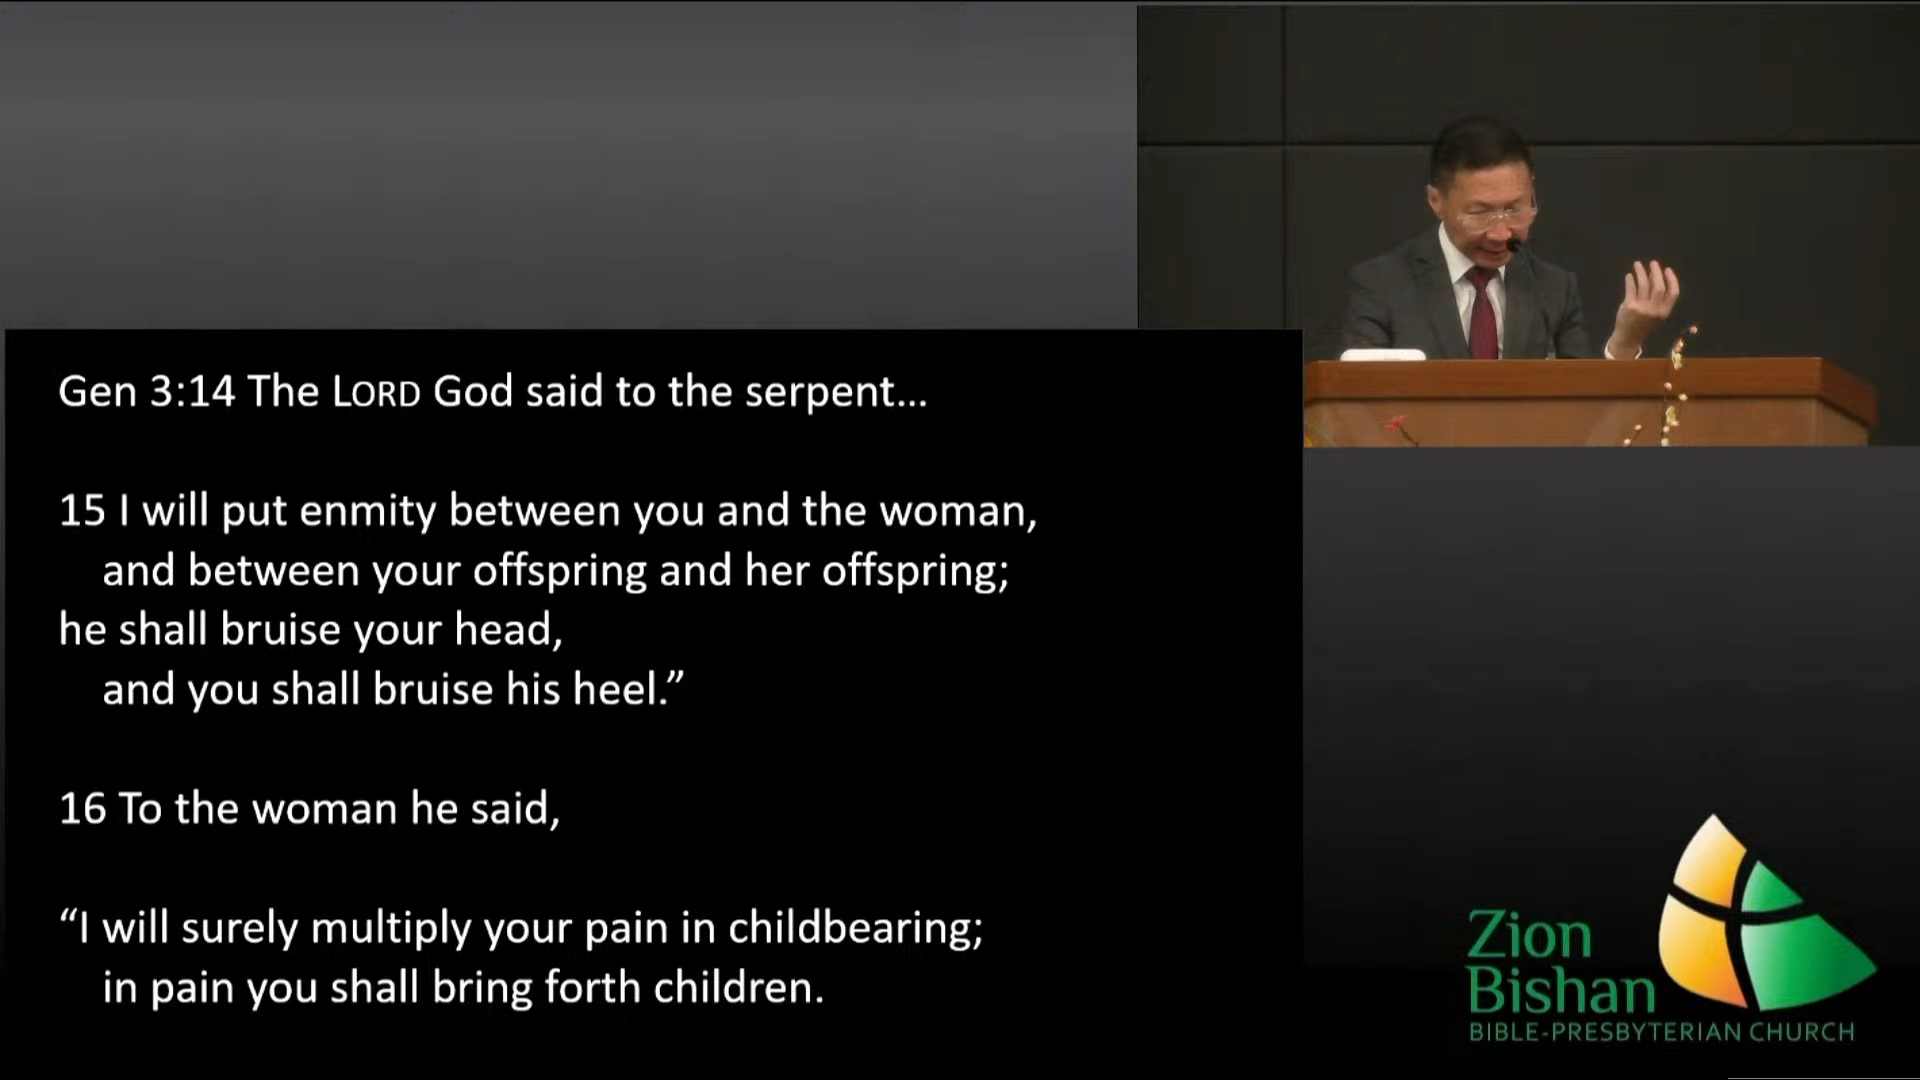 Gen 3:14 The LORD God said to the serpent...
15 I will put enmity between you and the woman,
and between your offspring and her offspring;
he shall bruise your head,
and you shall bruise his heel.”
16 To the woman he said,
“I will surely multiply your pain in childbearing;
in pain you shall bring forth children.
Zion
Bishan
BIBLE-PRESBYTERIAN CHURCH